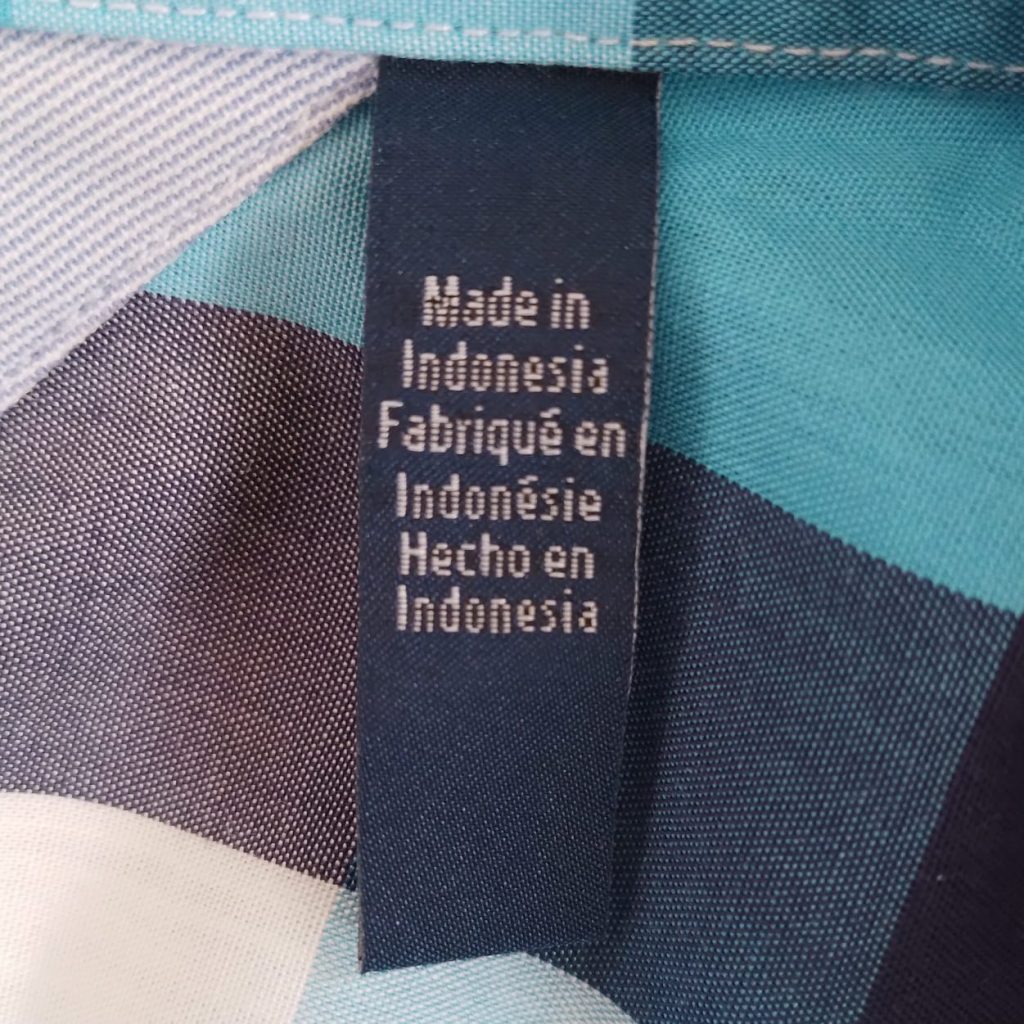 Made in
Indonesia
Fabriqué en
Indonésie
Hecho en
Indonesia